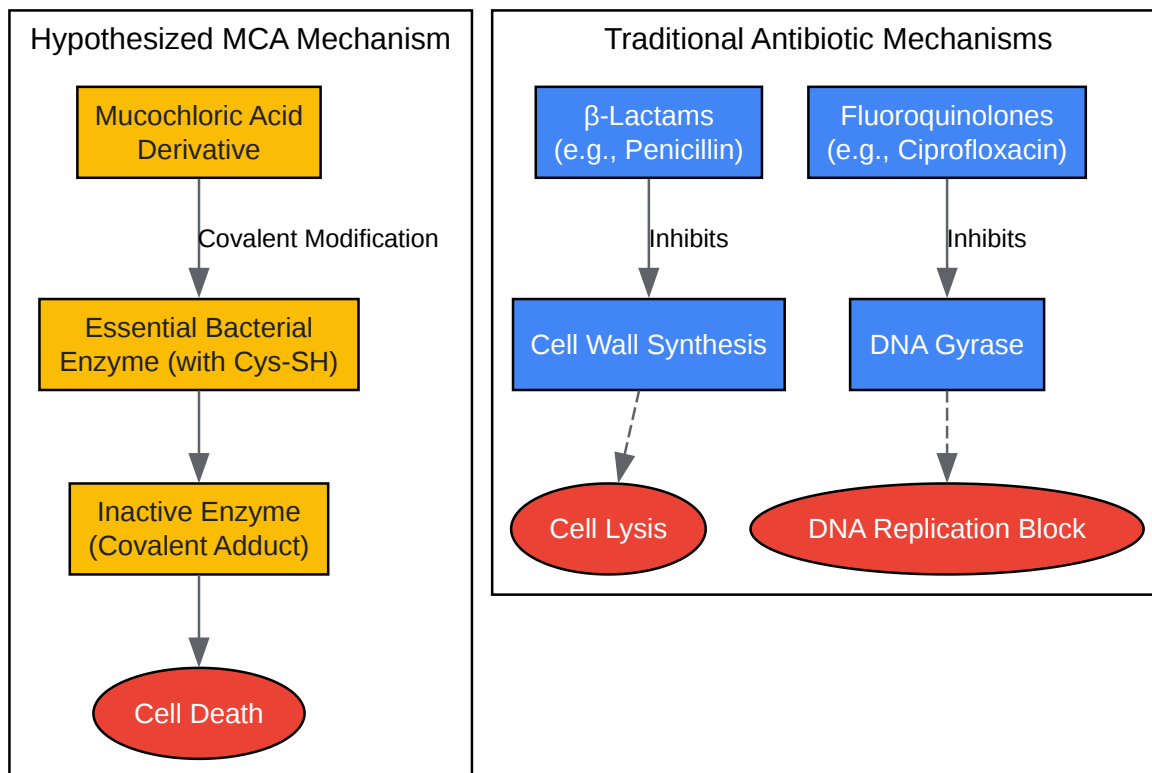 Hypothesized MCA Mechanism
Mucochloric Acid
Derivative
Covalent Modification
Essential Bacterial
Enzyme (with Cys-SH)
Inactive Enzyme
(Covalent Adduct)
Cell Death
Traditional Antibiotic Mechanisms
β-Lactams
(e.g., Penicillin)
Inhibits
Cell Wall Synthesis
Cell Lysis
Fluoroquinolones
(e.g., Ciprofloxacin)
Inhibits
DNA Gyrase
DNA Replication Block